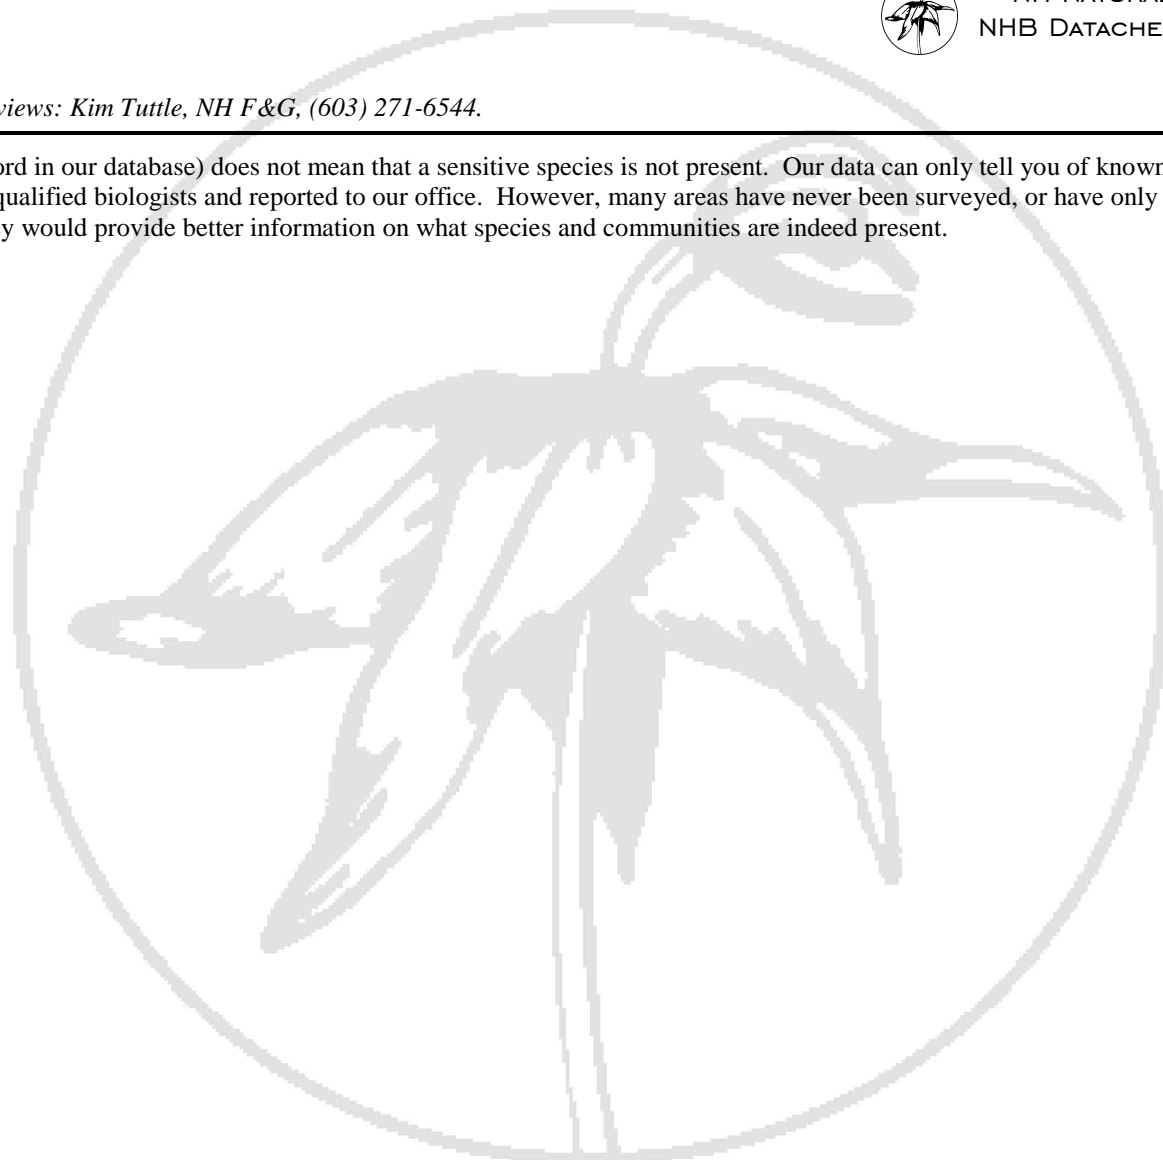 NHB DATACHE
views: Kim Tuttle, NH F&G, (603) 271-6544.
ord in our database) does not mean that a sensitive species is not present. Our data can only tell you of known
qualified biologists and reported to our office. However, many areas have never been surveyed, or have only
y would provide better information on what species and communities are indeed present.